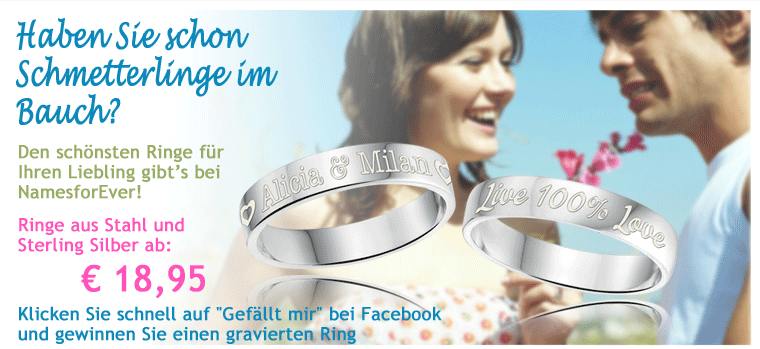 Haben Sie schon
Schmetterlinge im
Bauch?
Den schönsten Ringe für
Ihren Liebling gibt's bei
NamesforEver!
Ringe aus Stahl und
Sterling Silber ab:
€ 18,95
Klicken Sie schnell auf "Gefällt mir" bei Facebook
und gewinnen Sie einen gravierten Ring
♡ Alicia & Milan ♡
Live 100% Love